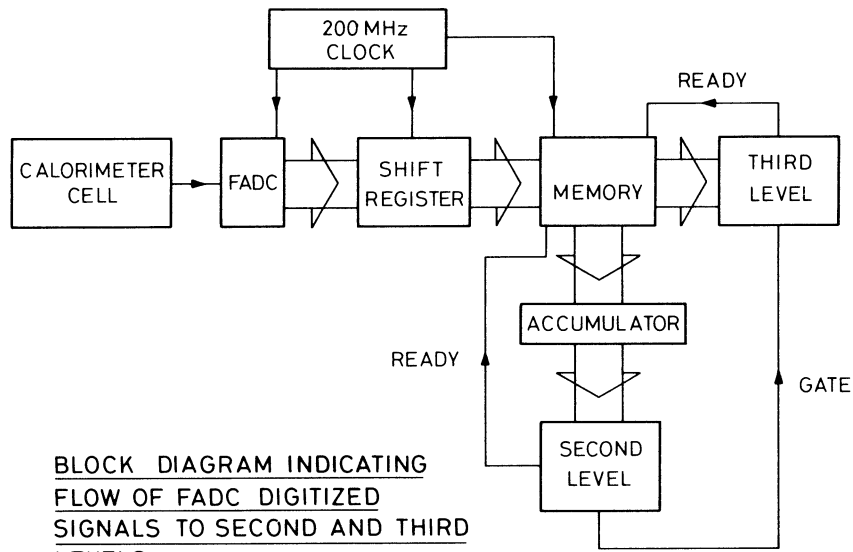 200 MHz
CLOCK
READY
CALORIMETER
CELL
FADC
SHIFT
REGISTER
MEMORY
THIRD
LEVEL
ACCUMULATOR
READY
GATE
SECOND
LEVEL
BLOCK DIAGRAM INDICATING
FLOW OF FADC DIGITIZED
SIGNALS TO SECOND AND THIRD